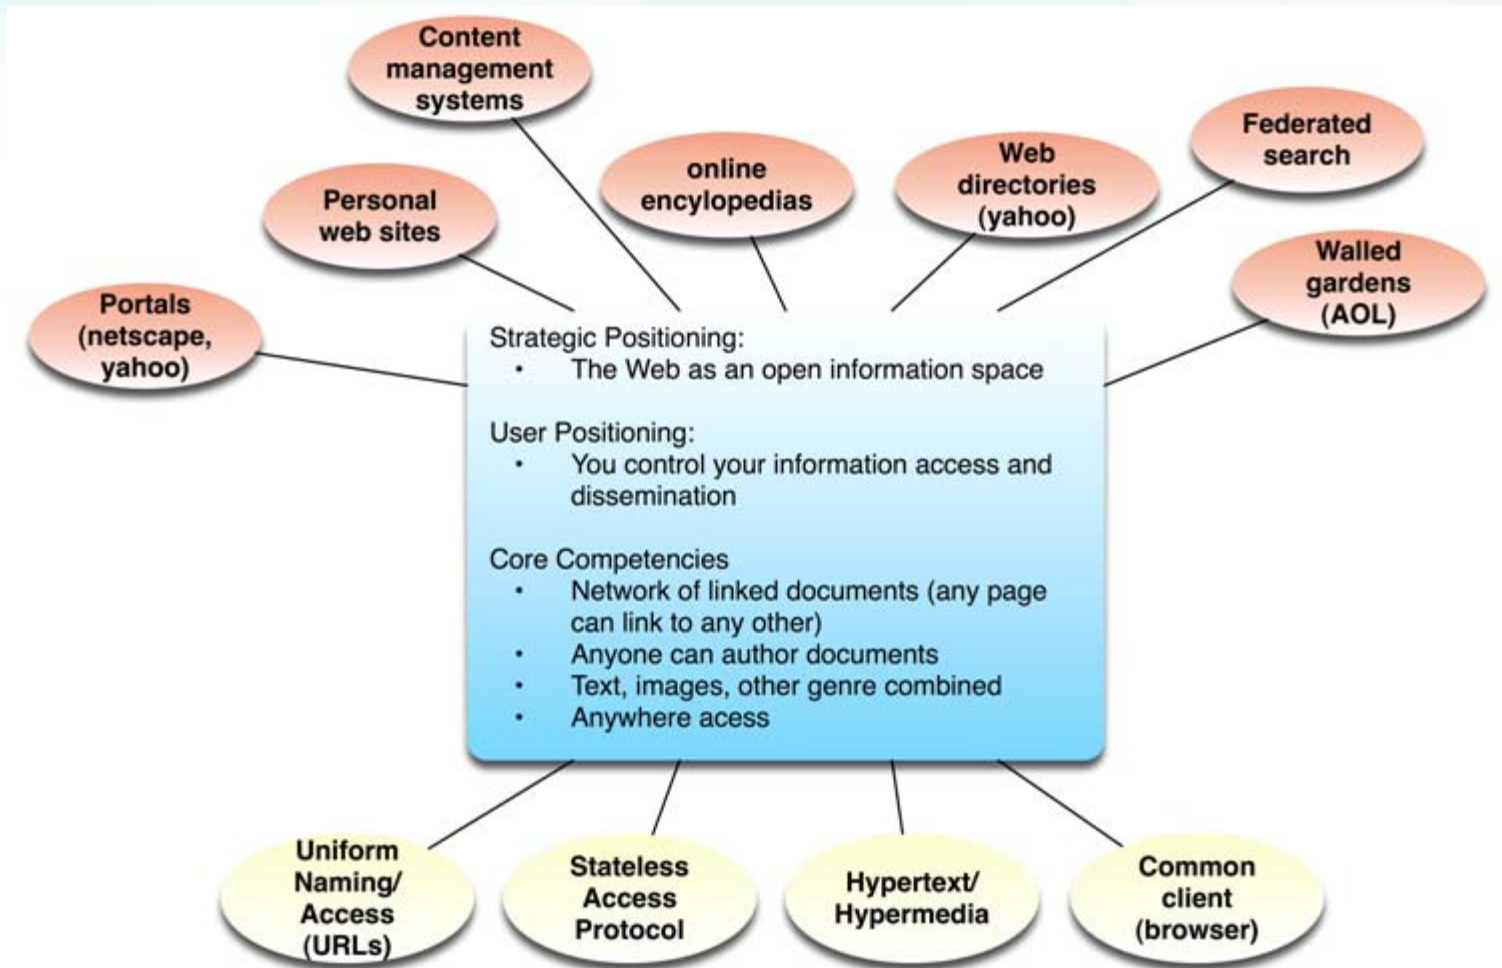 Content
management
systems
Federated
search
online
encylopedias
Web
directories
(yahoo)
Personal
web sites
Walled
gardens
(AOL)
Portals
(netscape,
yahoo)
Strategic Positioning:
• The Web as an open information space
User Positioning:
• You control your information access and
dissemination
Core Competencies
• Network of linked documents (any page
can link to any other)
• Anyone can author documents
• Text, images, other genre combined
• Anywhere acess
Uniform
Naming/
Access
(URLs)
Stateless
Access
Protocol
Hypertext/
Hypermedia
Common
client
(browser)